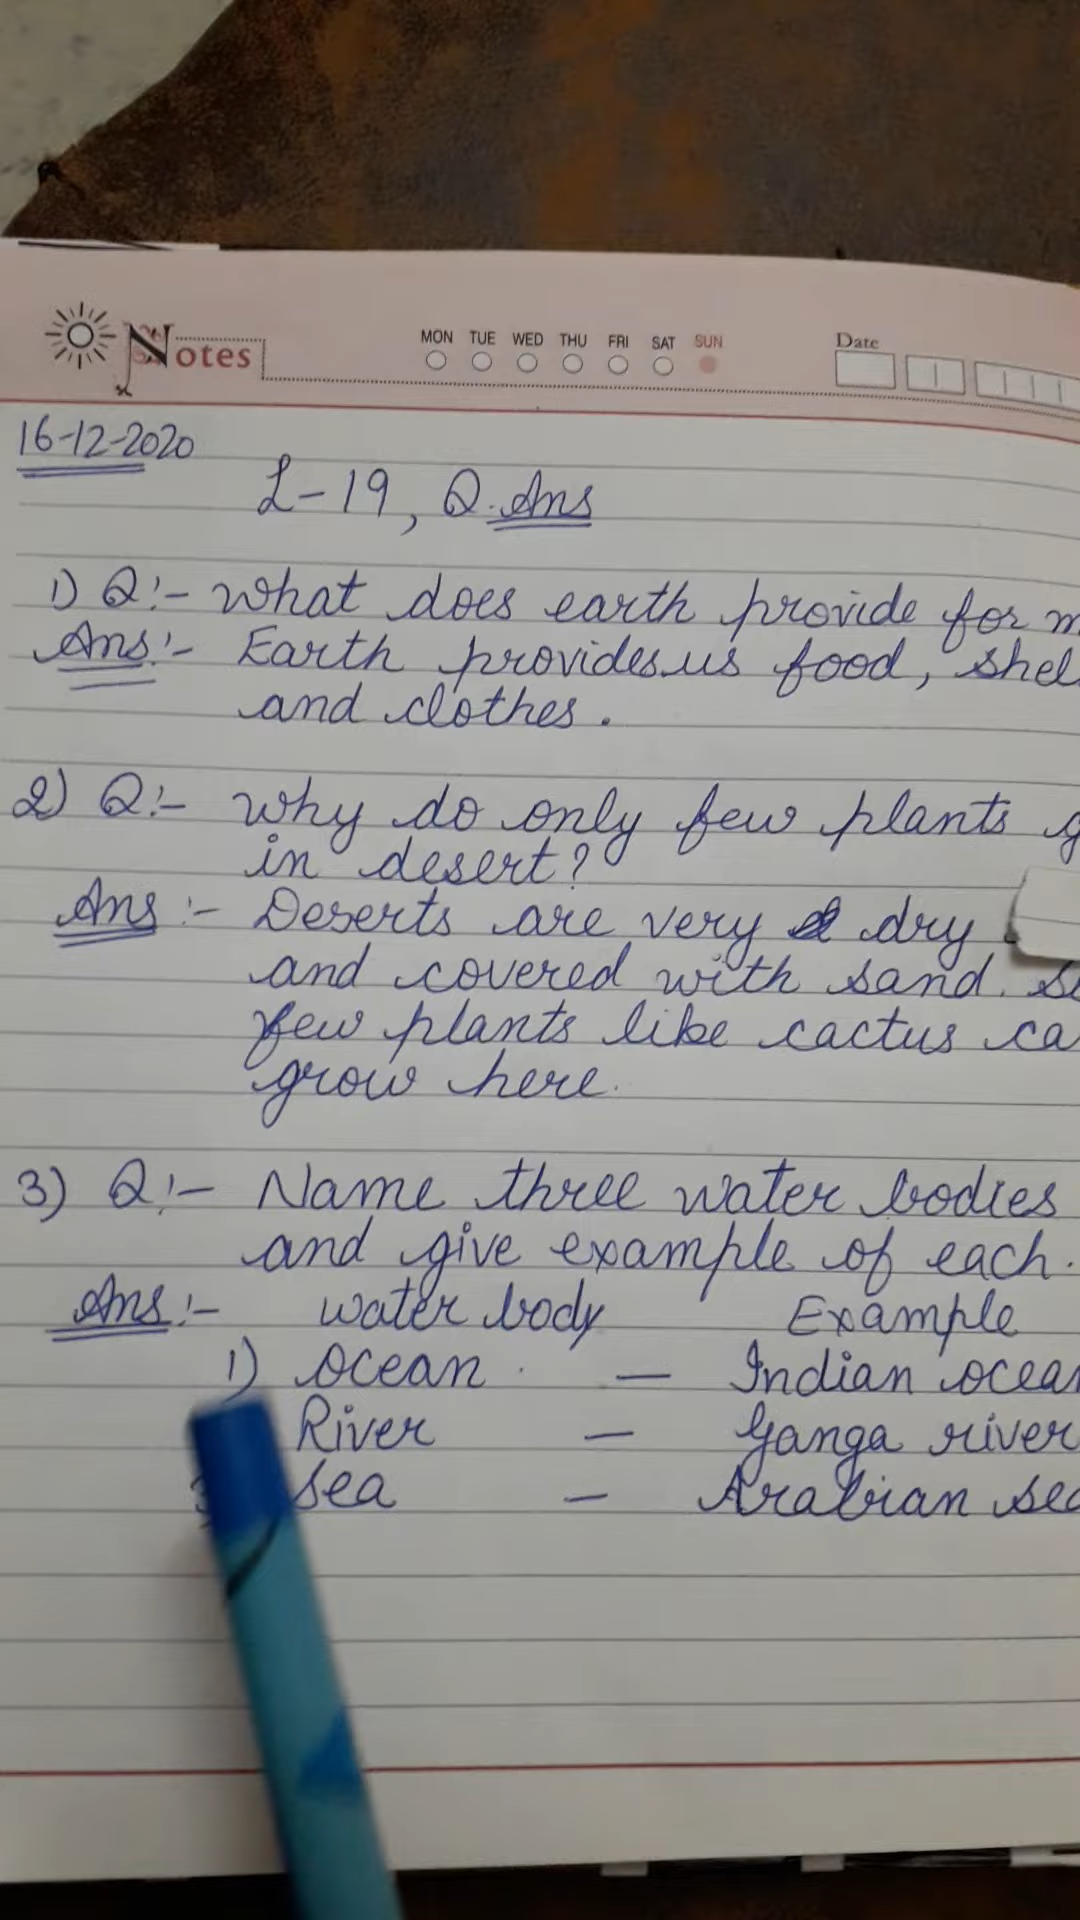 Notes
MON TUE WED THU FRI SAT SUN
Date
16-12-2020
L-19, Q.Ans
1) Q:- What does earth provide for
Ans:- Earth provides us food,
and clothes.
2) Q:- Why do only few plants
in desert?
Ans:- Deserts are very dry
and covered with sand.
few plants like cactus
grow here.
3) Q:- Name three water bodies
and give example of each.
Ans:- Water body Example
1) Ocean - Indian ocean
River - Ganga river
Sea - Arabian sea